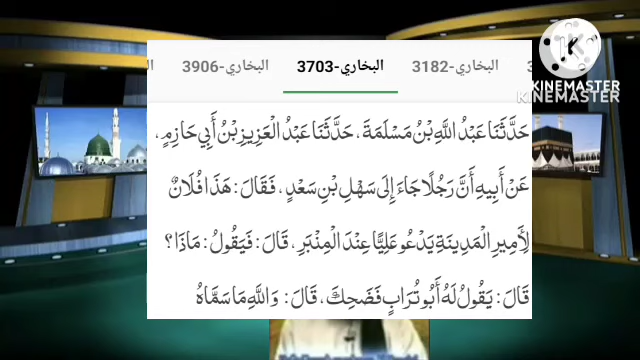 البخاري-3906 البخاري-3703 البخاري-3182
KINEMASTER
KINEMASTER
حَدَّثَنَا عَبْدُ اللَّهِ بْنُ مَسْلَمَةَ، حَدَّثَنَا عَبْدُ الْعَزِيزِ بْنُ أَبِي حَازِمٍ،
عَنْ أَبِيهِ أَنَّ رَجُلًا جَاءَ إِلَى سَهْلِ بْنِ سَعْدٍ، فَقَالَ: هَذَا فُلَانٌ
لِأَمِيرِ الْمَدِينَةِ يَدْعُو عَلِيًّا عِنْدَ الْمِنْبَرِ، قَالَ: فَيَقُولُ: مَاذَا؟
قَالَ: يَقُولُ لَهُ أَبُو تُرَابٍ فَضَحِكَ، قَالَ: وَاللَّهِ مَا سَمَّاهُ